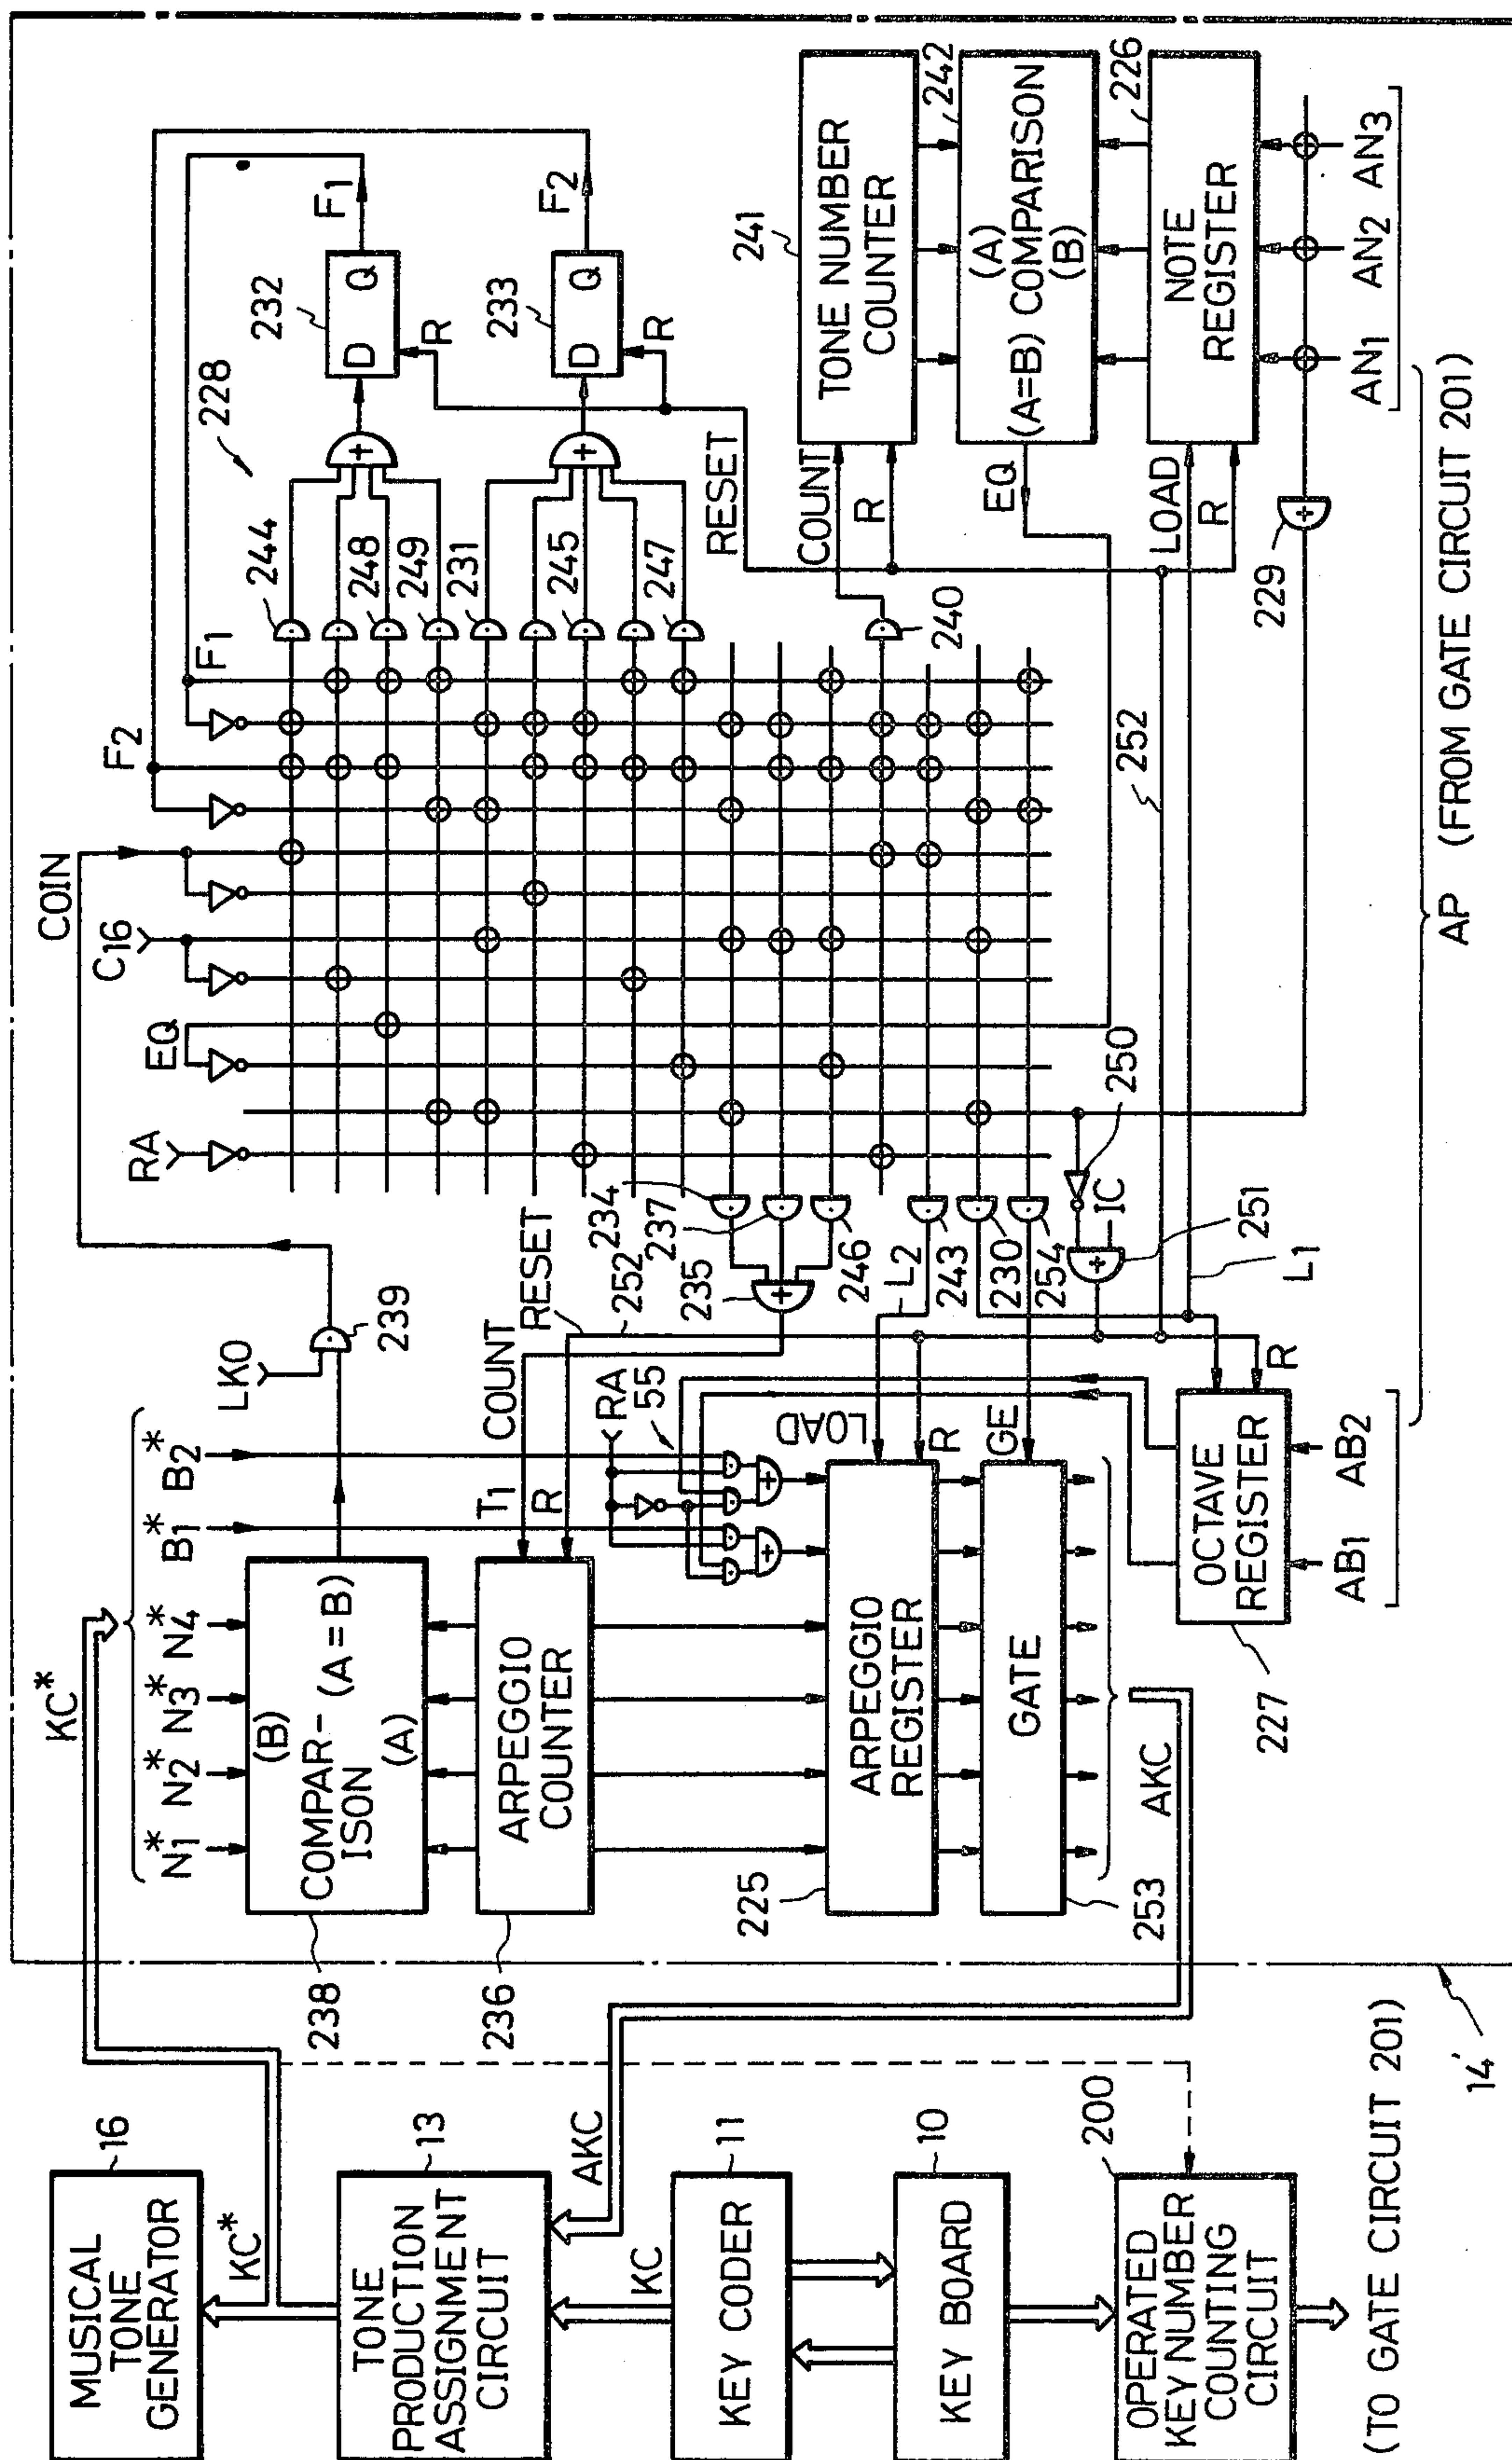 MUSICAL
TONE
GENERATOR
16
KC*
TONE
PRODUCTION
ASSIGNMENT
CIRCUIT
13
AKC
KC
KEY CODER
11
KEY BOARD
10
OPERATED
KEY NUMBER
COUNTING
CIRCUIT
200
(TO GATE CIRCUIT 201)
14'
KC*
N1* N2* N3* N4* B1* B2*
(B)
COMPAR-
ISON
(A = B)
(A)
238
LKO
239
COIN
ARPEGGIO
COUNTER
236
T1
COUNT
R
RESET
252
RA
55
ARPEGGIO
REGISTER
225
LOAD
L2
R
GATE
253
GE
AKC
OCTAVE
REGISTER
227
R
AB1 AB2
234
237
235
246
243
230
254
IC
250
251
L1
252
RA
EQ
C16
COIN
F2
F1
244
248
249
231
245
247
240
228
232
D Q
R
F1
233
D Q
R
F2
RESET
COUNT
R
TONE NUMBER
COUNTER
241
(A)
(A=B) COMPARISON
(B)
242
EQ
NOTE
REGISTER
226
LOAD
R
229
AN1 AN2 AN3
AP (FROM GATE CIRCUIT 201)